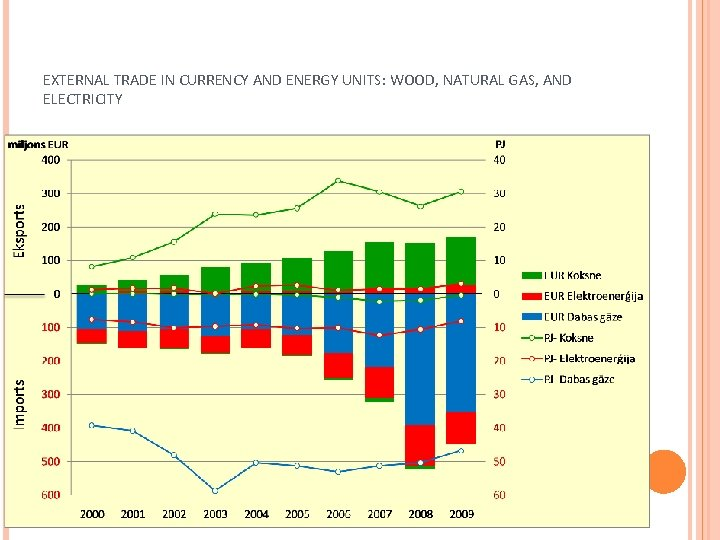 EXTERNAL TRADE IN CURRENCY AND ENERGY UNITS: WOOD, NATURAL GAS, AND
ELECTRICITY
miljons EUR
PJ
400
40
300
30
200
20
100
10
0
0
100
10
200
20
300
30
400
40
500
50
600
60
Eksports
Imports
EUR Koksne
EUR Elektroenerģija
EUR Dabas gāze
PJ- Koksne
PJ- Elektroenerģija
PJ Dabas gāze
2000 2001 2002 2003 2004 2005 2006 2007 2008 2009